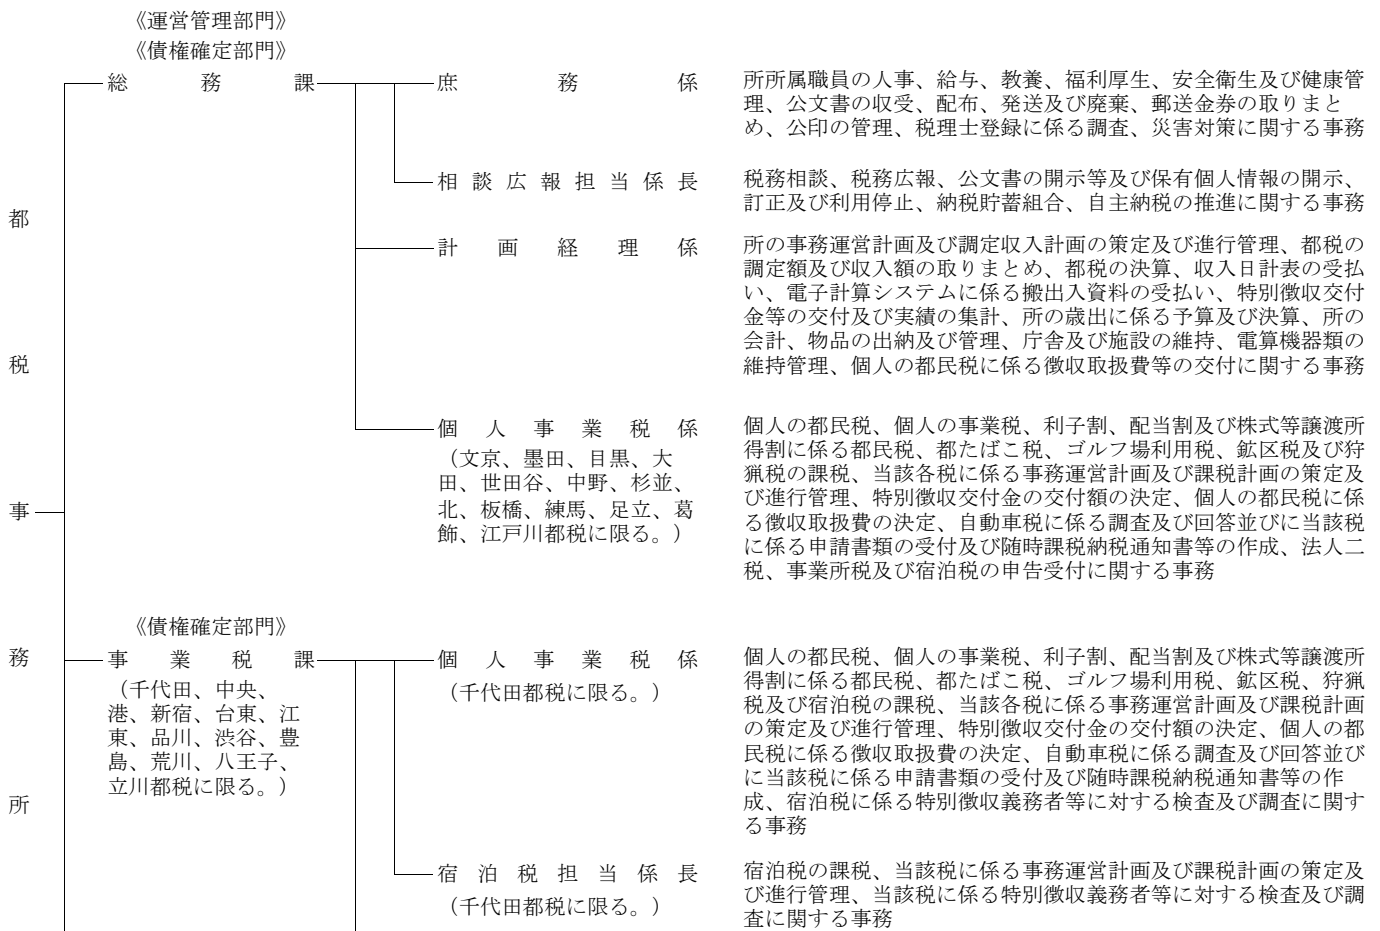 《運営管理部門》
《債権確定部門》
総務課
庶務係
所所属職員の人事、給与、教養、福利厚生、安全衛生及び健康管
理、公文書の収受、配布、発送及び廃棄、郵送金券の取りまと
め、公印の管理、税理士登録に係る調査、災害対策に関する事務
相談広報担当係長
税務相談、税務広報、公文書の開示等及び保有個人情報の開示、
訂正及び利用停止、納税貯蓄組合、自主納税の推進に関する事務
計画経理係
所の事務運営計画及び調定収入計画の策定及び進行管理、都税の
調定額及び収入額の取りまとめ、都税の決算、収入日計表の受払
い、電子計算システムに係る搬出入資料の受払い、特別徴収交付
金等の交付及び実績の集計、所の歳出に係る予算及び決算、所の
会計、物品の出納及び管理、庁舎及び施設の維持、電算機器類の
維持管理、個人の都民税に係る徴収取扱費等の交付に関する事務
個人事業税係
（文京、墨田、目黒、大
田、世田谷、中野、杉並、
北、板橋、練馬、足立、葛
飾、江戸川都税に限る。）
個人の都民税、個人の事業税、利子割、配当割及び株式等譲渡所
得割に係る都民税、都たばこ税、ゴルフ場利用税、鉱区税及び狩
猟税の課税、当該各税に係る事務運営計画及び課税計画の策定及
び進行管理、特別徴収交付金の交付額の決定、個人の都民税に係
る徴収取扱費の決定、自動車税に係る調査及び回答並びに当該税
に係る申請書類の受付及び随時課税納税通知書等の作成、法人二
税、事業所税及び宿泊税の申告受付に関する事務
都税事務所
《債権確定部門》
事業税課
（千代田、中央、
港、新宿、台東、江
東、品川、渋谷、豊
島、荒川、八王子、
立川都税に限る。）
個人事業税係
（千代田都税に限る。）
個人の都民税、個人の事業税、利子割、配当割及び株式等譲渡所
得割に係る都民税、都たばこ税、ゴルフ場利用税、鉱区税、狩猟
税及び宿泊税の課税、当該各税に係る事務運営計画及び課税計画
の策定及び進行管理、特別徴収交付金の交付額の決定、個人の都
民税に係る徴収取扱費の決定、自動車税に係る調査及び回答並び
に当該税に係る申請書類の受付及び随時課税納税通知書等の作
成、宿泊税に係る特別徴収義務者等に対する検査及び調査に関す
る事務
宿泊税担当係長
（千代田都税に限る。）
宿泊税の課税、当該税に係る事務運営計画及び課税計画の策定及
び進行管理、当該税に係る特別徴収義務者等に対する検査及び調
査に関する事務